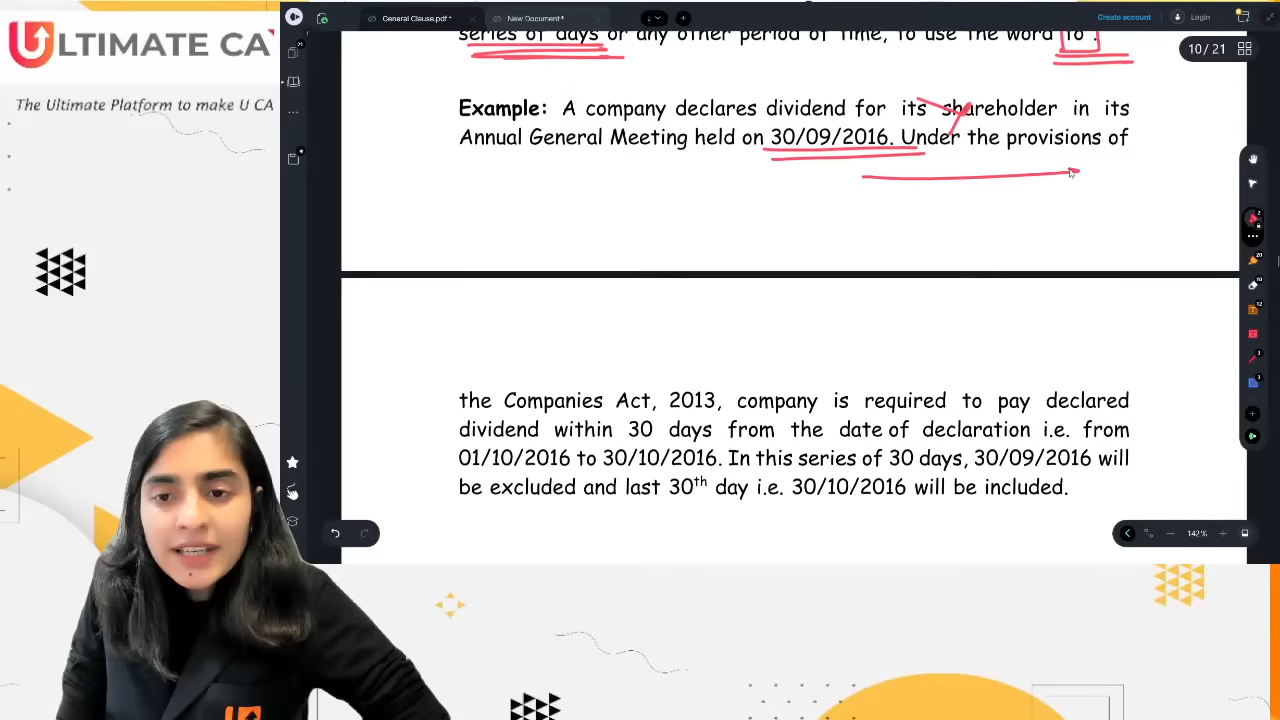 ULTIMATE CA
The Ultimate Platform to make U CA
General Clause.pdf *
New Document*
Create account
Login
10/21
series of days or any other period of time, to use the word "to".
Example: A company declares dividend for its shareholder in its
Annual General Meeting held on 30/09/2016. Under the provisions of
the Companies Act, 2013, company is required to pay declared
dividend within 30 days from the date of declaration i.e. from
01/10/2016 to 30/10/2016. In this series of 30 days, 30/09/2016 will
be excluded and last 30th day i.e. 30/10/2016 will be included.
142%